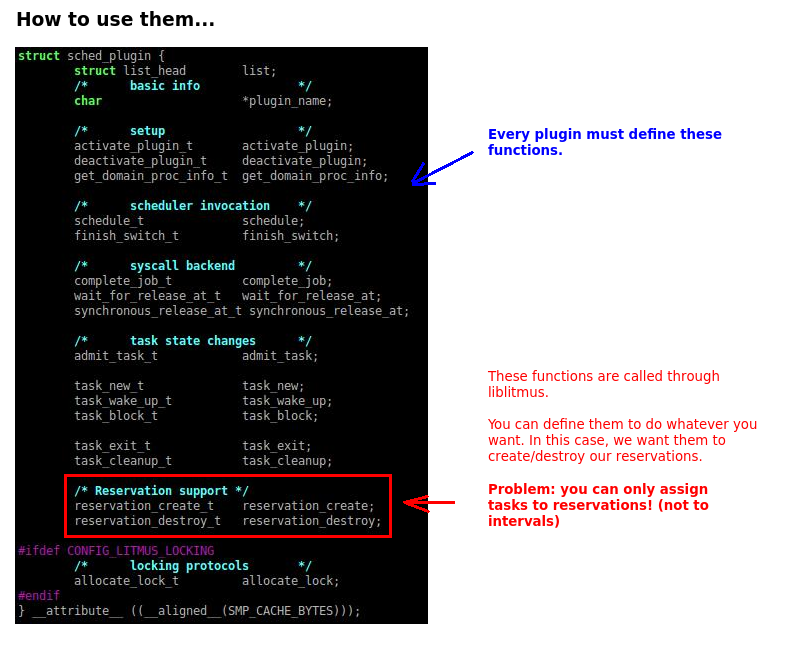 How to use them...
struct sched_plugin {
struct list_head list;
/* basic info */
char *plugin_name;
/* setup */
activate_plugin_t activate_plugin;
deactivate_plugin_t deactivate_plugin;
get_domain_proc_info_t get_domain_proc_info;
/* scheduler invocation */
schedule_t schedule;
finish_switch_t finish_switch;
/* syscall backend */
complete_job_t complete_job;
wait_for_release_at_t wait_for_release_at;
synchronous_release_at_t synchronous_release_at;
/* task state changes */
admit_task_t admit_task;
task_new_t task_new;
task_wake_up_t task_wake_up;
task_block_t task_block;
task_exit_t task_exit;
task_cleanup_t task_cleanup;
/* Reservation support */
reservation_create_t reservation_create;
reservation_destroy_t reservation_destroy;
#ifdef CONFIG_LITMUS_LOCKING
/* locking protocols */
allocate_lock_t allocate_lock;
#endif
} __attribute__ ((__aligned__(SMP_CACHE_BYTES)));
Every plugin must define these
functions.
These functions are called through
liblitmus.
You can define them to do whatever you
want. In this case, we want them to
create/destroy our reservations.
Problem: you can only assign
tasks to reservations! (not to
intervals)